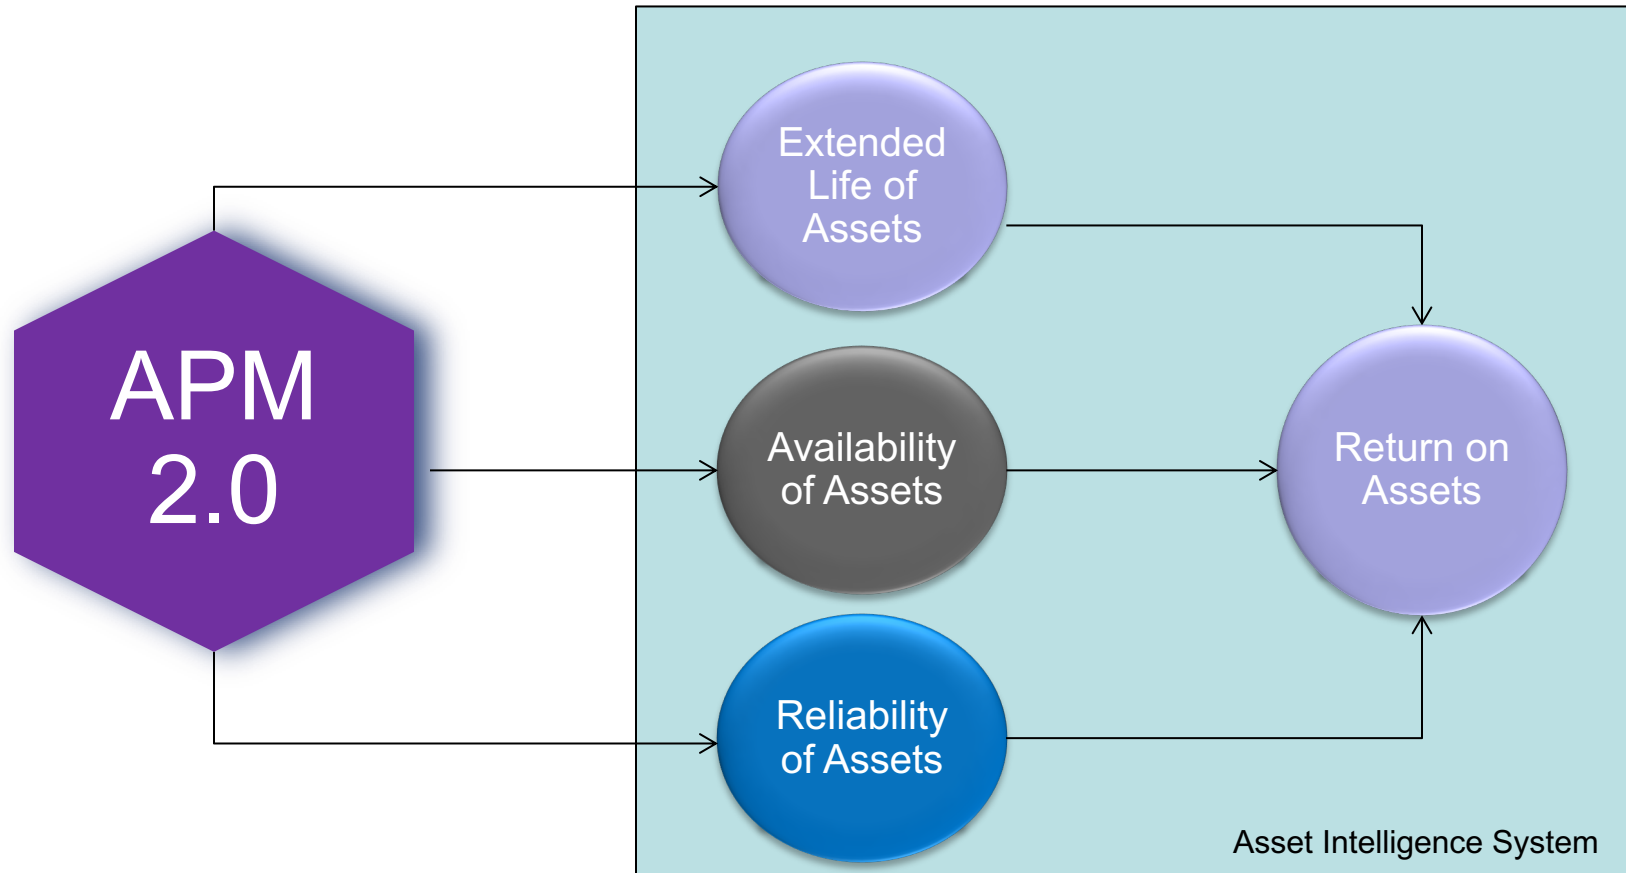 APM
2.0
Extended
Life of
Assets
Availability
of Assets
Reliability
of Assets
Return on
Assets
Asset Intelligence System